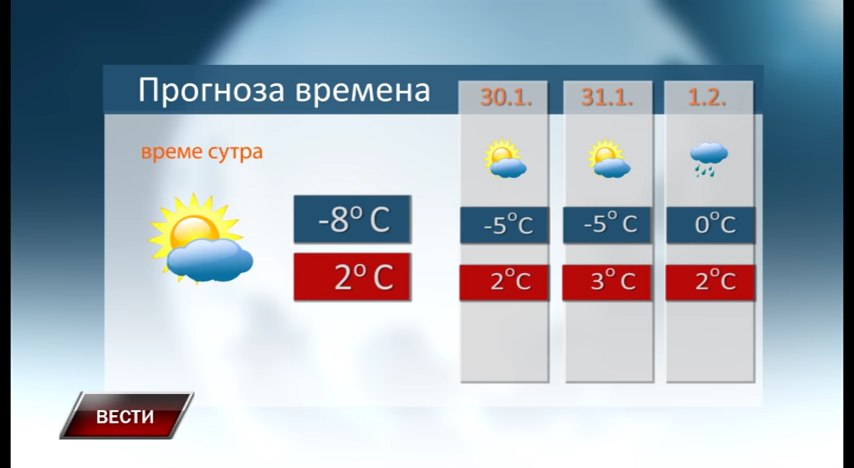 Прогноза времена
30.1.
31.1.
1.2.
време сутра
-8° C
2° C
-5°C
-5°C
0°C
2°C
3°C
2°C
ВЕСТИ